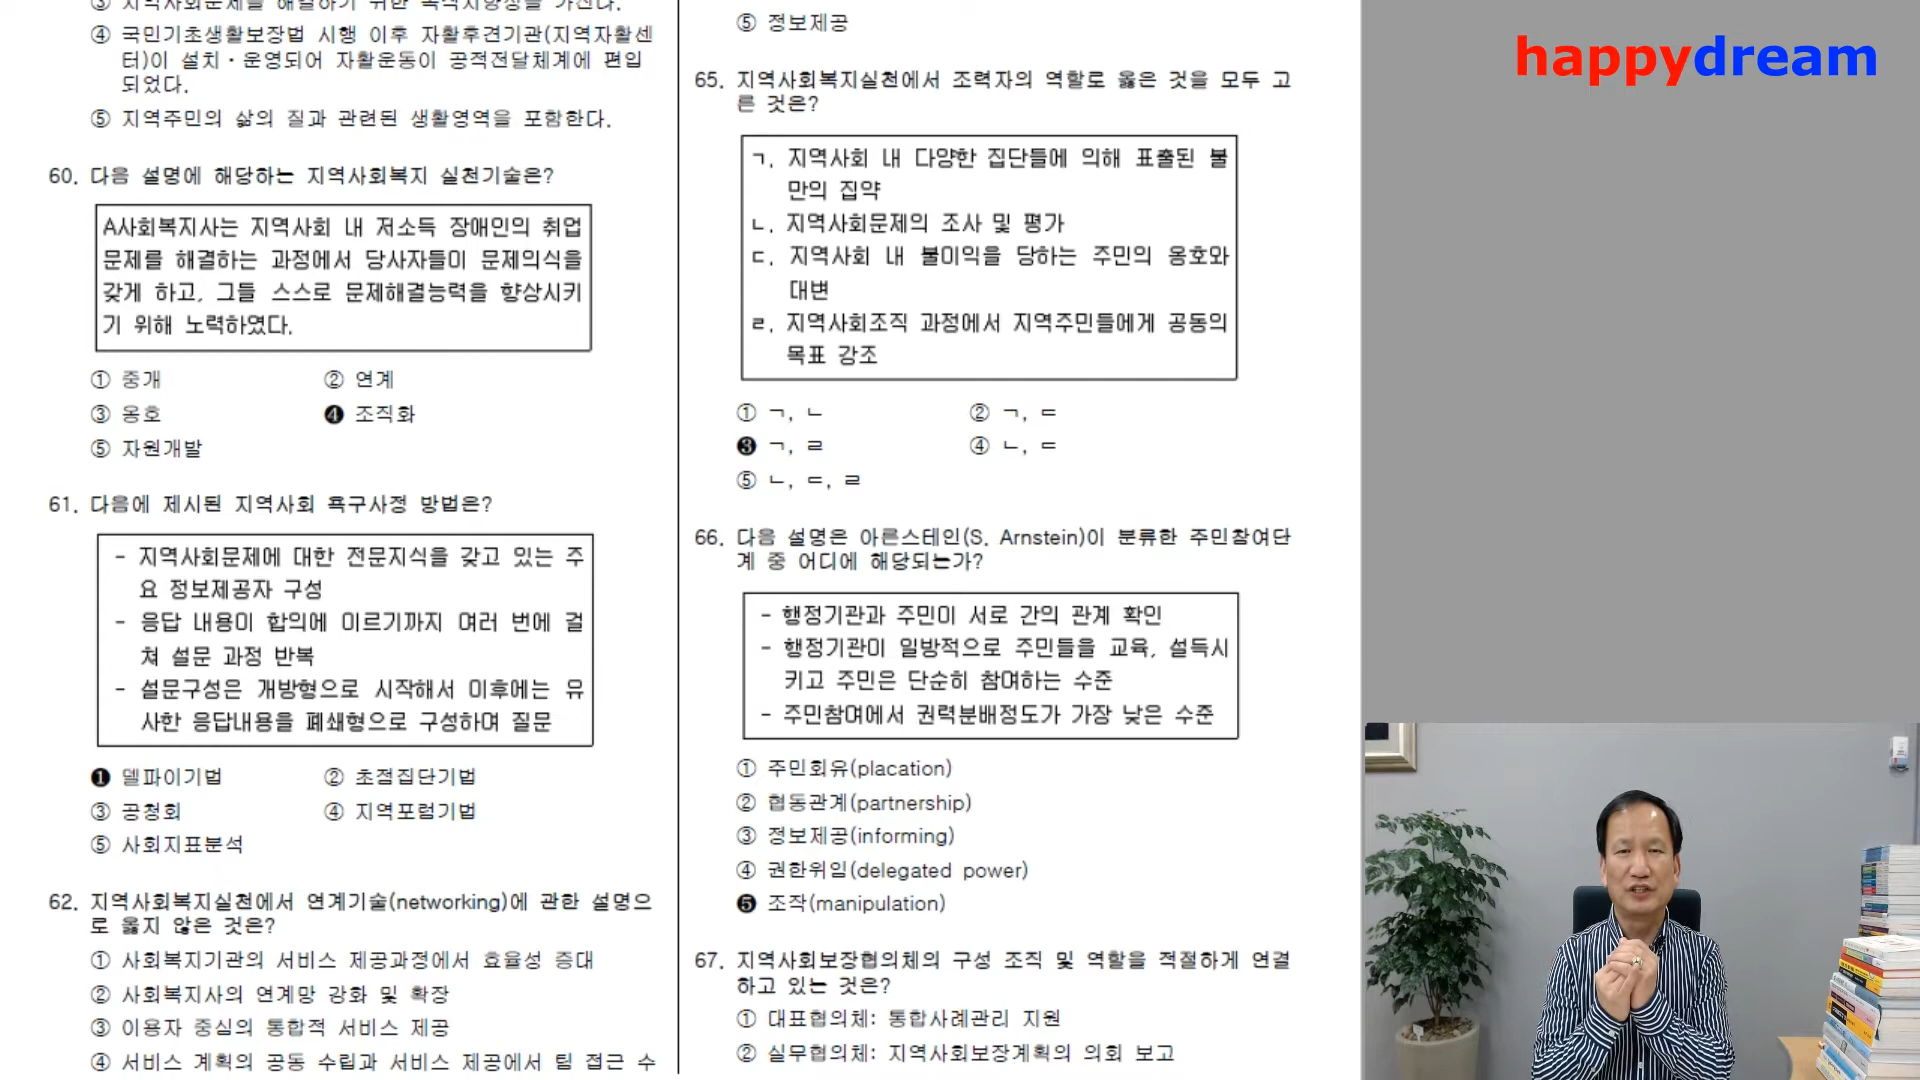 ③ 지역사회문제를 해결하기 위한 목적지향성을 가진다.
④ 국민기초생활보장법 시행 이후 자활후견기관(지역자활센
터)이 설치·운영되어 자활운동이 공적전달체계에 편입
되었다.
⑤ 지역주민의 삶의 질과 관련된 생활영역을 포함한다.
60. 다음 설명에 해당하는 지역사회복지 실천기술은?
A사회복지사는 지역사회 내 저소득 장애인의 취업
문제를 해결하는 과정에서 당사자들이 문제의식을
갖게 하고, 그들 스스로 문제해결능력을 향상시키
기 위해 노력하였다.
① 중개 ② 연계
③ 옹호 ❹ 조직화
⑤ 자원개발
61. 다음에 제시된 지역사회 욕구사정 방법은?
- 지역사회문제에 대한 전문지식을 갖고 있는 주
요 정보제공자 구성
- 응답 내용이 합의에 이르기까지 여러 번에 걸
쳐 설문 과정 반복
- 설문구성은 개방형으로 시작해서 이후에는 유
사한 응답내용을 폐쇄형으로 구성하며 질문
❶ 델파이기법 ② 초점집단기법
③ 공청회 ④ 지역포럼기법
⑤ 사회지표분석
62. 지역사회복지실천에서 연계기술(networking)에 관한 설명으
로 옳지 않은 것은?
① 사회복지기관의 서비스 제공과정에서 효율성 증대
② 사회복지사의 연계망 강화 및 확장
③ 이용자 중심의 통합적 서비스 제공
④ 서비스 계획의 공동 수립과 서비스 제공에서 팀 접근 수
⑤ 정보제공
65. 지역사회복지실천에서 조력자의 역할로 옳은 것을 모두 고
른 것은?
ㄱ. 지역사회 내 다양한 집단들에 의해 표출된 불
만의 집약
ㄴ. 지역사회문제의 조사 및 평가
ㄷ. 지역사회 내 불이익을 당하는 주민의 옹호와
대변
ㄹ. 지역사회조직 과정에서 지역주민들에게 공동의
목표 강조
① ㄱ, ㄴ ② ㄱ, ㄷ
❸ ㄱ, ㄹ ④ ㄴ, ㄷ
⑤ ㄴ, ㄷ, ㄹ
66. 다음 설명은 아른스테인(S. Arnstein)이 분류한 주민참여단
계 중 어디에 해당되는가?
- 행정기관과 주민이 서로 간의 관계 확인
- 행정기관이 일방적으로 주민들을 교육, 설득시
키고 주민은 단순히 참여하는 수준
- 주민참여에서 권력분배정도가 가장 낮은 수준
① 주민회유(placation)
② 협동관계(partnership)
③ 정보제공(informing)
④ 권한위임(delegated power)
❺ 조작(manipulation)
67. 지역사회보장협의체의 구성 조직 및 역할을 적절하게 연결
하고 있는 것은?
① 대표협의체: 통합사례관리 지원
② 실무협의체: 지역사회보장계획의 의회 보고
happydream